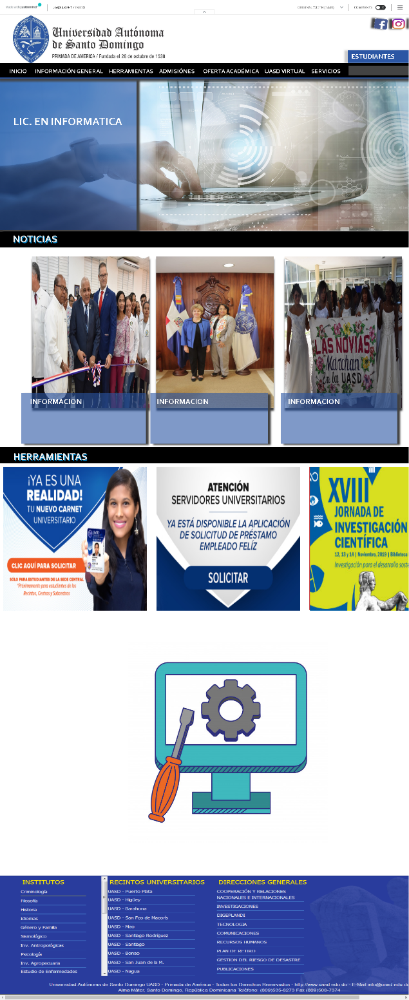 Made with justinmind
UASD 2.0.9.1 / INICIO
ORIGINAL WIDTH (1440)
COMMENTS
Universidad Autónoma
de Santo Domingo
PRIMADA DE AMERICA / Fundada el 28 de octubre de 1538
ESTUDIANTES
INICIO INFORMACIÓN GENERAL HERRAMIENTAS ADMISIÓNES OFERTA ACADÉMICA UASD VIRTUAL SERVICIOS
LIC. EN INFORMATICA
NOTICIAS
LAS NOVIAS
Marchan
En la UASD
INFORMACION
INFORMACION
INFORMACION
HERRAMIENTAS
¡YA ES UNA
REALIDAD!
TU NUEVO CARNET
UNIVERSITARIO
UASD
CLIC AQUÍ PARA SOLICITAR
SÓLO PARA ESTUDIANTES DE LA SEDE CENTRAL
*Próximamente para estudiantes de los
Recintos, Centros y Subcentros
ATENCIÓN
SERVIDORES UNIVERSITARIOS
YA ESTÁ DISPONIBLE LA APLICACIÓN
DE SOLICITUD DE PRÉSTAMO
EMPLEADO FELÍZ
SOLICITAR
XVIII
JORNADA DE
INVESTIGACIÓN
CIENTÍFICA
12, 13 y 14 | Noviembre, 2019 | Biblioteca
Investigación para el desarrollo soste
INSTITUTOS
Criminología
Filosofía
Historia
Idiomas
Género y Familia
Sismológico
Inv. Antropológicas
Psicología
Inv. Agropecuaria
Estudio de Enfermedades
RECINTOS UNIVERSITARIOS
UASD - Puerto Plata
UASD - Higüey
UASD - Barahona
UASD - San Fco de Macorís
UASD - Mao
UASD - Santiago Rodríguez
UASD - Santiago
UASD - Bonao
UASD - San Juan de la M.
UASD - Nagua
DIRECCIONES GENERALES
COOPERACIÓN Y RELACIONES
NACIONALES E INTERNACIONALES
INVESTIGACIONES
DIGEPLANDI
TECNOLOGIA
COMUNICACIONES
RECURSOS HUMANOS
PLAN DE RETIRO
GESTION DEL RIESGO DE DESASTRE
PUBLICACIONES
Universidad Autónoma de Santo Domingo UASD - Primada de América - Todos los Derechos Reservados - http://www.uasd.edu.do - E-Mail info@uasd.edu.do
Alma Máter, Santo Domingo, República Dominicana Teléfono: (809)535-8273 Fax (809)508-7374